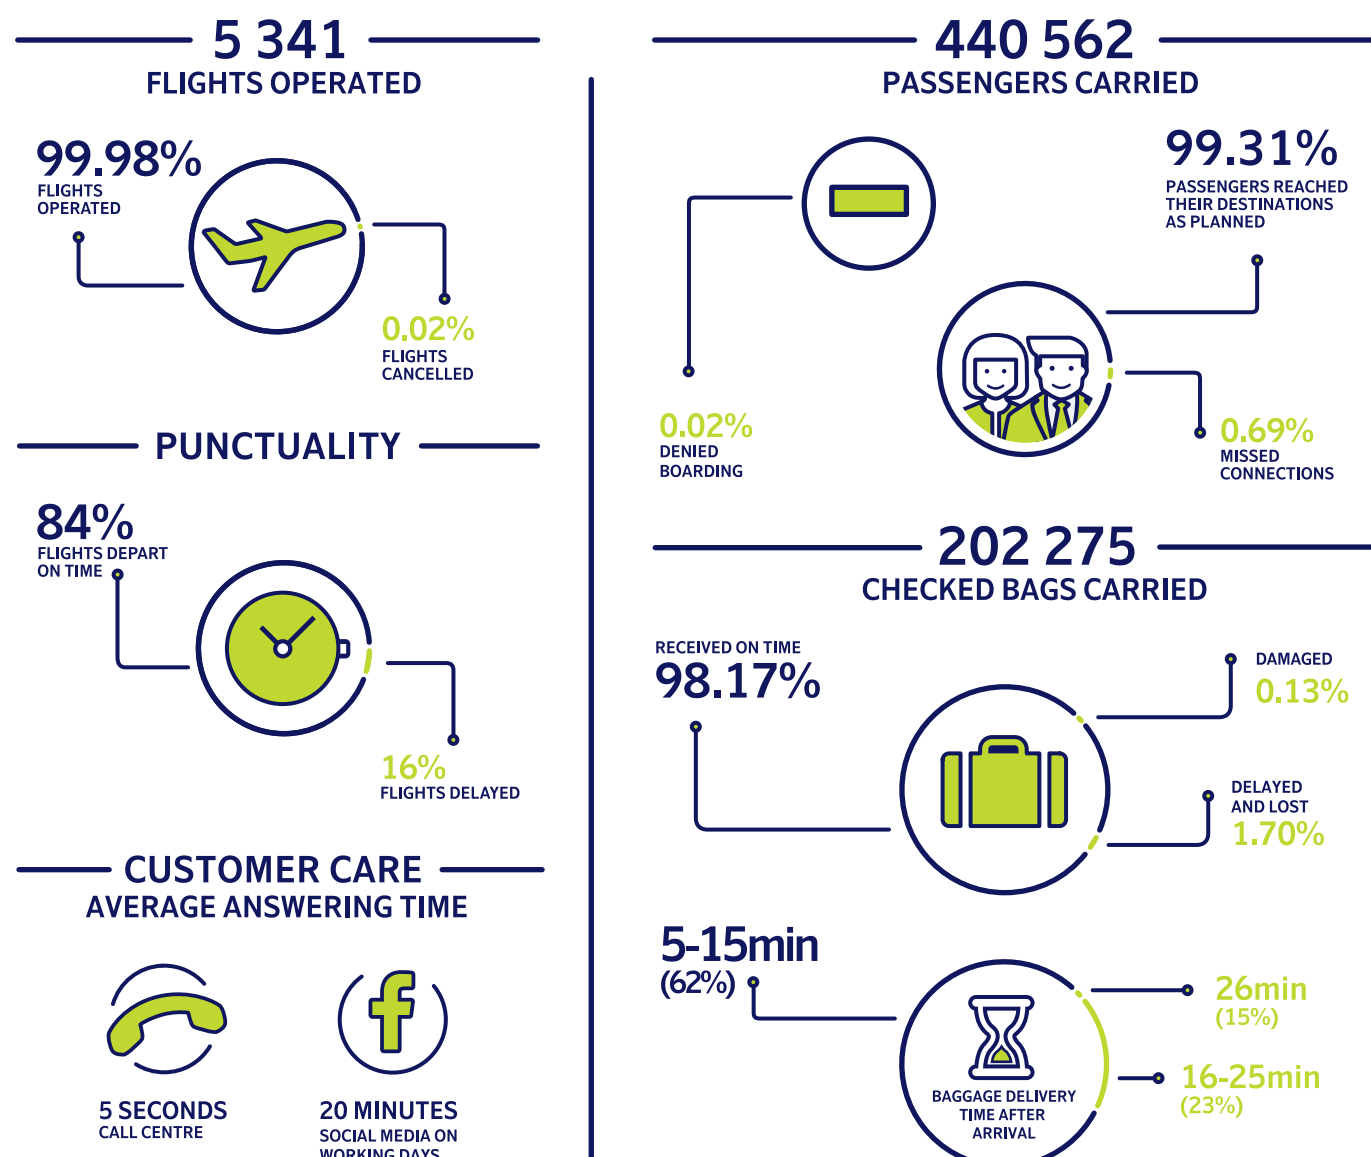 5 341
FLIGHTS OPERATED
99.98%
FLIGHTS
OPERATED
0.02%
FLIGHTS
CANCELLED
PUNCTUALITY
84%
FLIGHTS DEPART
ON TIME
16%
FLIGHTS DELAYED
CUSTOMER CARE
AVERAGE ANSWERING TIME
5 SECONDS
CALL CENTRE
20 MINUTES
SOCIAL MEDIA ON
WORKING DAYS
440 562
PASSENGERS CARRIED
99.31%
PASSENGERS REACHED
THEIR DESTINATIONS
AS PLANNED
0.02%
DENIED
BOARDING
0.69%
MISSED
CONNECTIONS
202 275
CHECKED BAGS CARRIED
RECEIVED ON TIME
98.17%
DAMAGED
0.13%
DELAYED
AND LOST
1.70%
5-15min
(62%)
26min
(15%)
16-25min
(23%)
BAGGAGE DELIVERY
TIME AFTER
ARRIVAL